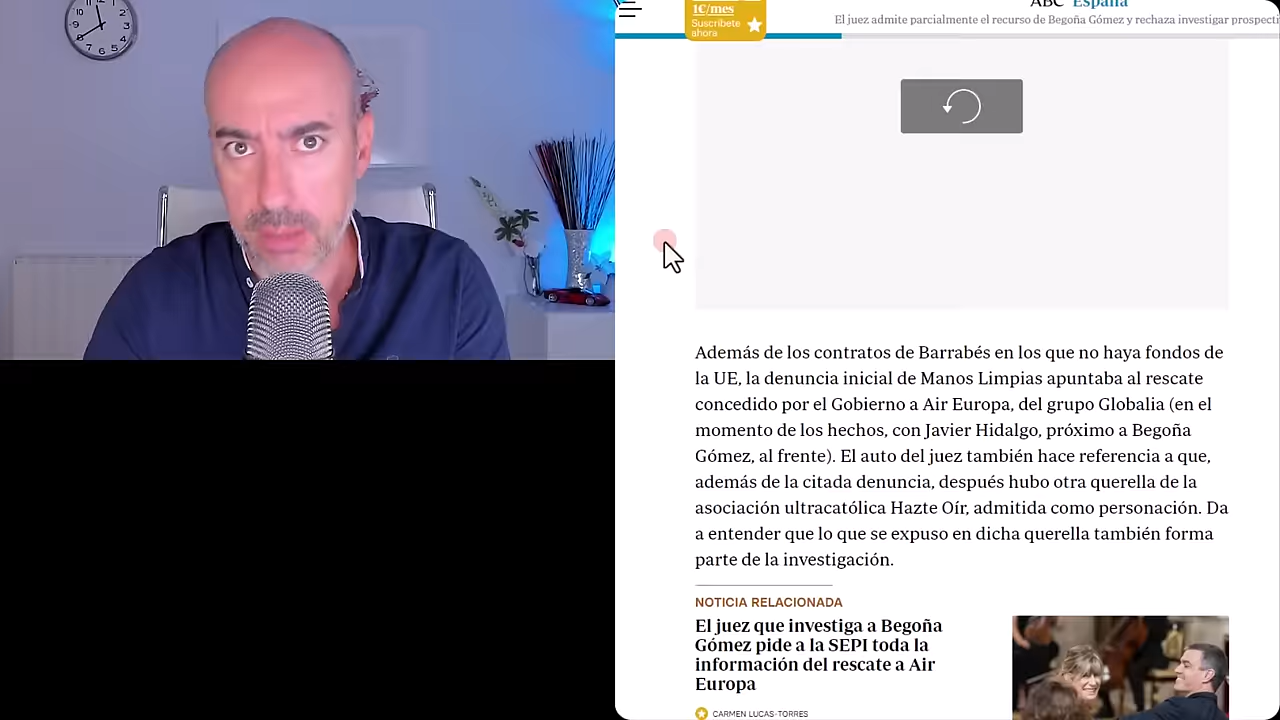 1€/mes
Suscríbete
ahora
ABC España
El juez admite parcialmente el recurso de Begoña Gómez y rechaza investigar
Además de los contratos de Barrabés en los que no haya fondos de
la UE, la denuncia inicial de Manos Limpias apuntaba al rescate
concedido por el Gobierno a Air Europa, del grupo Globalia (en el
momento de los hechos, con Javier Hidalgo, próximo a Begoña
Gómez, al frente). El auto del juez también hace referencia a que,
además de la citada denuncia, después hubo otra querella de la
asociación ultracatólica Hazte Oír, admitida como personación. Da
a entender que lo que se expuso en dicha querella también forma
parte de la investigación.
NOTICIA RELACIONADA
El juez que investiga a Begoña
Gómez pide a la SEPI toda la
información del rescate a Air
Europa
CARMEN LUCAS-TORRES